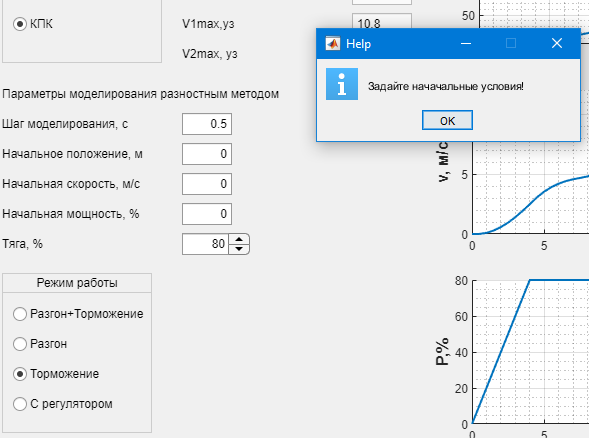 КПК
V1max,уз
10.8
V2max, уз
Параметры моделирования разностным методом
Шаг моделирования, с
0.5
Начальное положение, м
0
Начальная скорость, м/с
0
Начальная мощность, %
0
Тяга, %
80
Режим работы
Разгон+Торможение
Разгон
Торможение
С регулятором
50
Help
Задайте начачальные условия!
OK
v, м/с
5
0
0
5
P,%
80
60
40
20
0
0
5